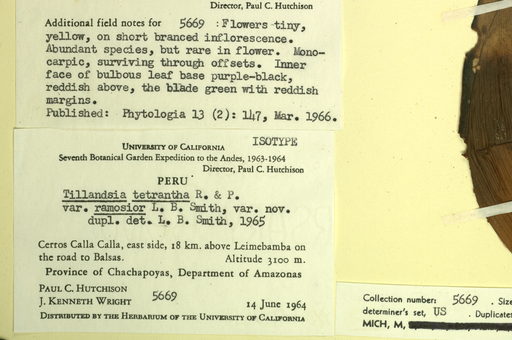 Director, Paul C. Hutchison
Additional field notes for 5669 : Flowers tiny,
yellow, on short branced inflorescence.
Abundant species, but rare in flower. Mono-
carpic, surviving through offsets. Inner
face of bulbous leaf base purple-black,
reddish above, the blade green with reddish
margins.
Published: Phytologia 13 (2): 147, Mar. 1966.
ISOTYPE
UNIVERSITY OF CALIFORNIA
Seventh Botanical Garden Expedition to the Andes, 1963-1964
Director, Paul C. Hutchison
PERU
Tillandsia tetrantha R. & P.
var. ramosior L. B. Smith, var. nov.
dupl. det. L. B. Smith, 1965
Cerros Calla Calla, east side, 18 km. above Leimebamba on
the road to Balsas. Altitude 3100 m.
Province of Chachapoyas, Department of Amazonas
PAUL C. HUTCHISON
J. KENNETH WRIGHT 5669 14 June 1964
DISTRIBUTED BY THE HERBARIUM OF THE UNIVERSITY OF CALIFORNIA
Collection number: 5669 . Size
determiner's set, US . Duplicates
MICH, M,